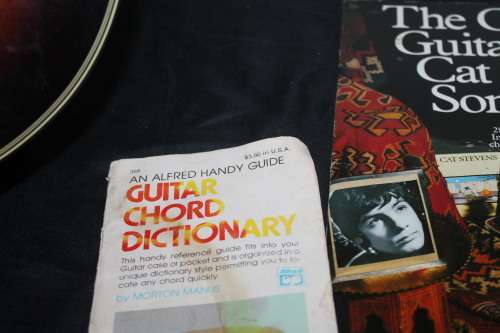 $3.50 in U.S.A.
AN ALFRED HANDY GUIDE
GUITAR
CHORD
DICTIONARY
This handy reference guide fits into your
Guitar case or pocket and is organized in a
unique dictionary style permitting you to lo-
cate any chord quickly.
by MORTON MANUS
Alfred
The
Guita
Cat
Son
CAT STEVENS